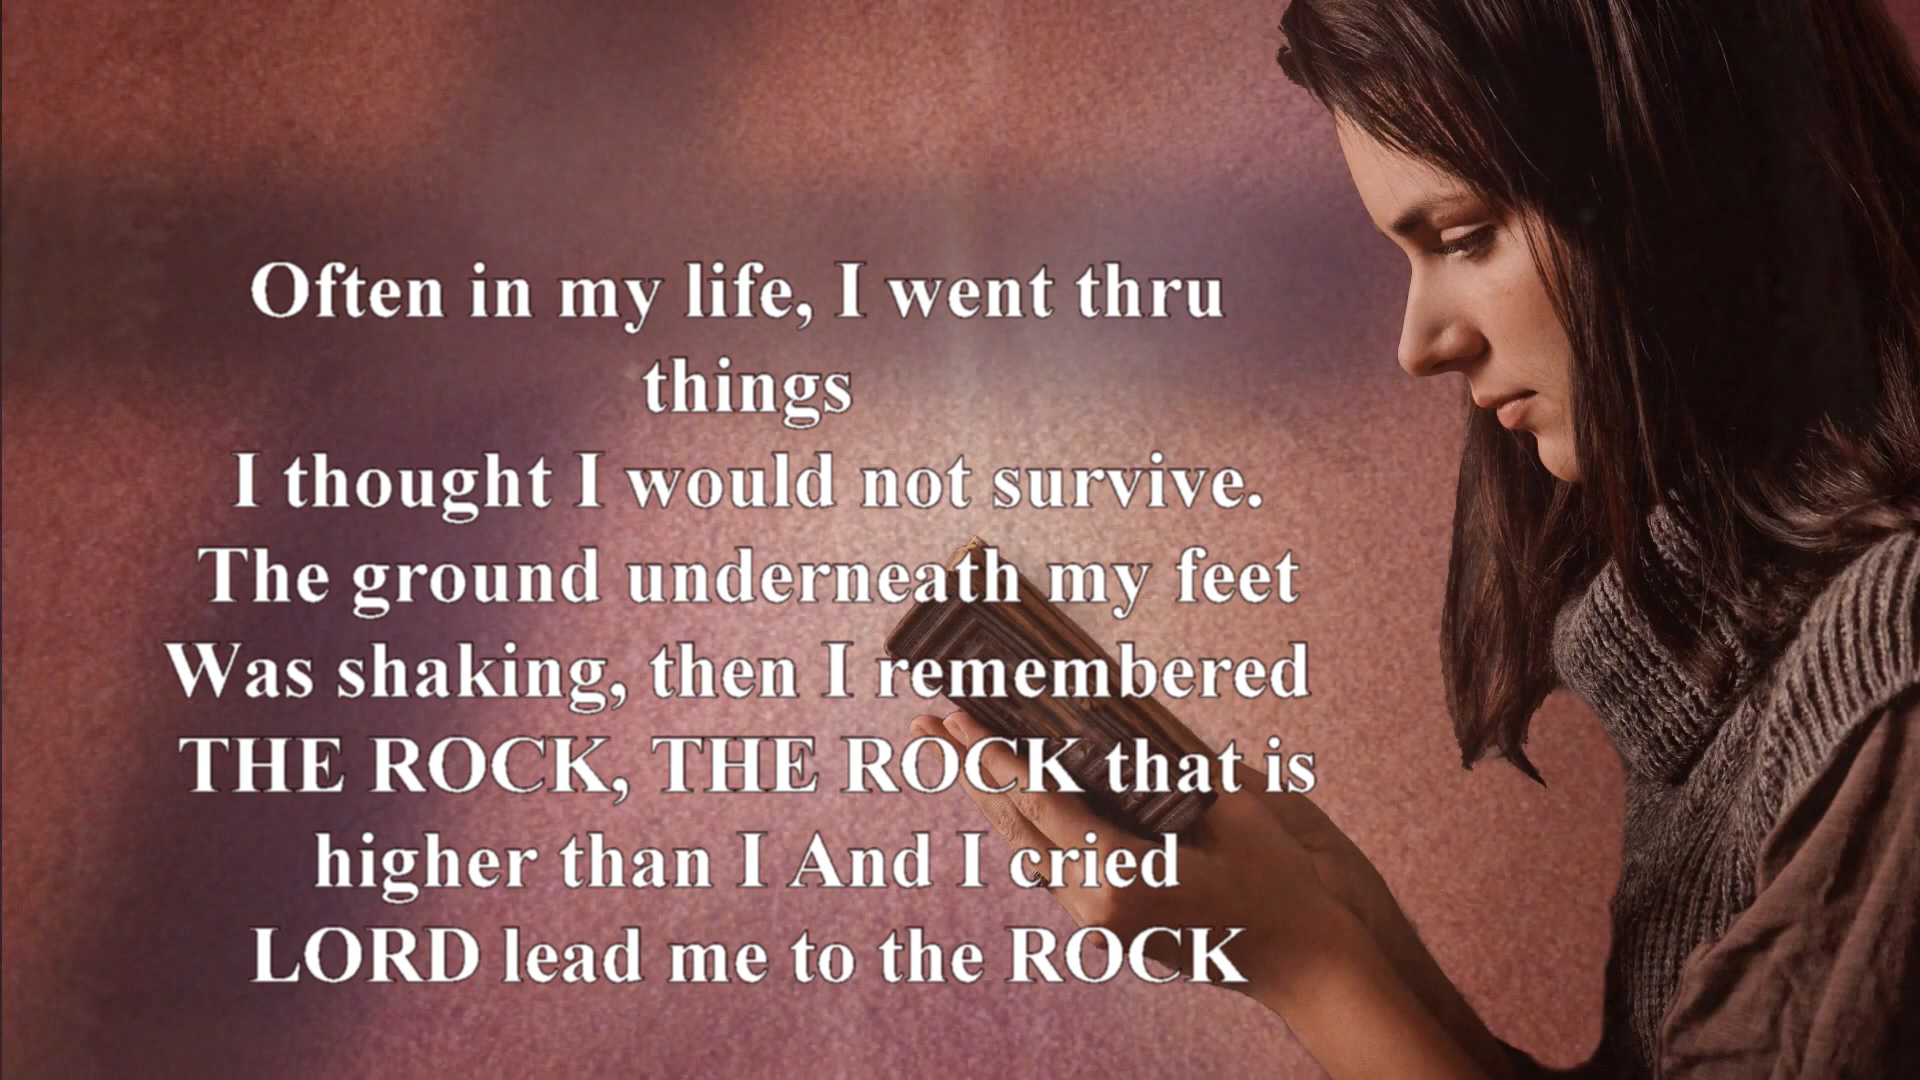 Often in my life, I went thru
things
I thought I would not survive.
The ground underneath my feet
Was shaking, then I remembered
THE ROCK, THE ROCK that is
higher than I And I cried
LORD lead me to the ROCK